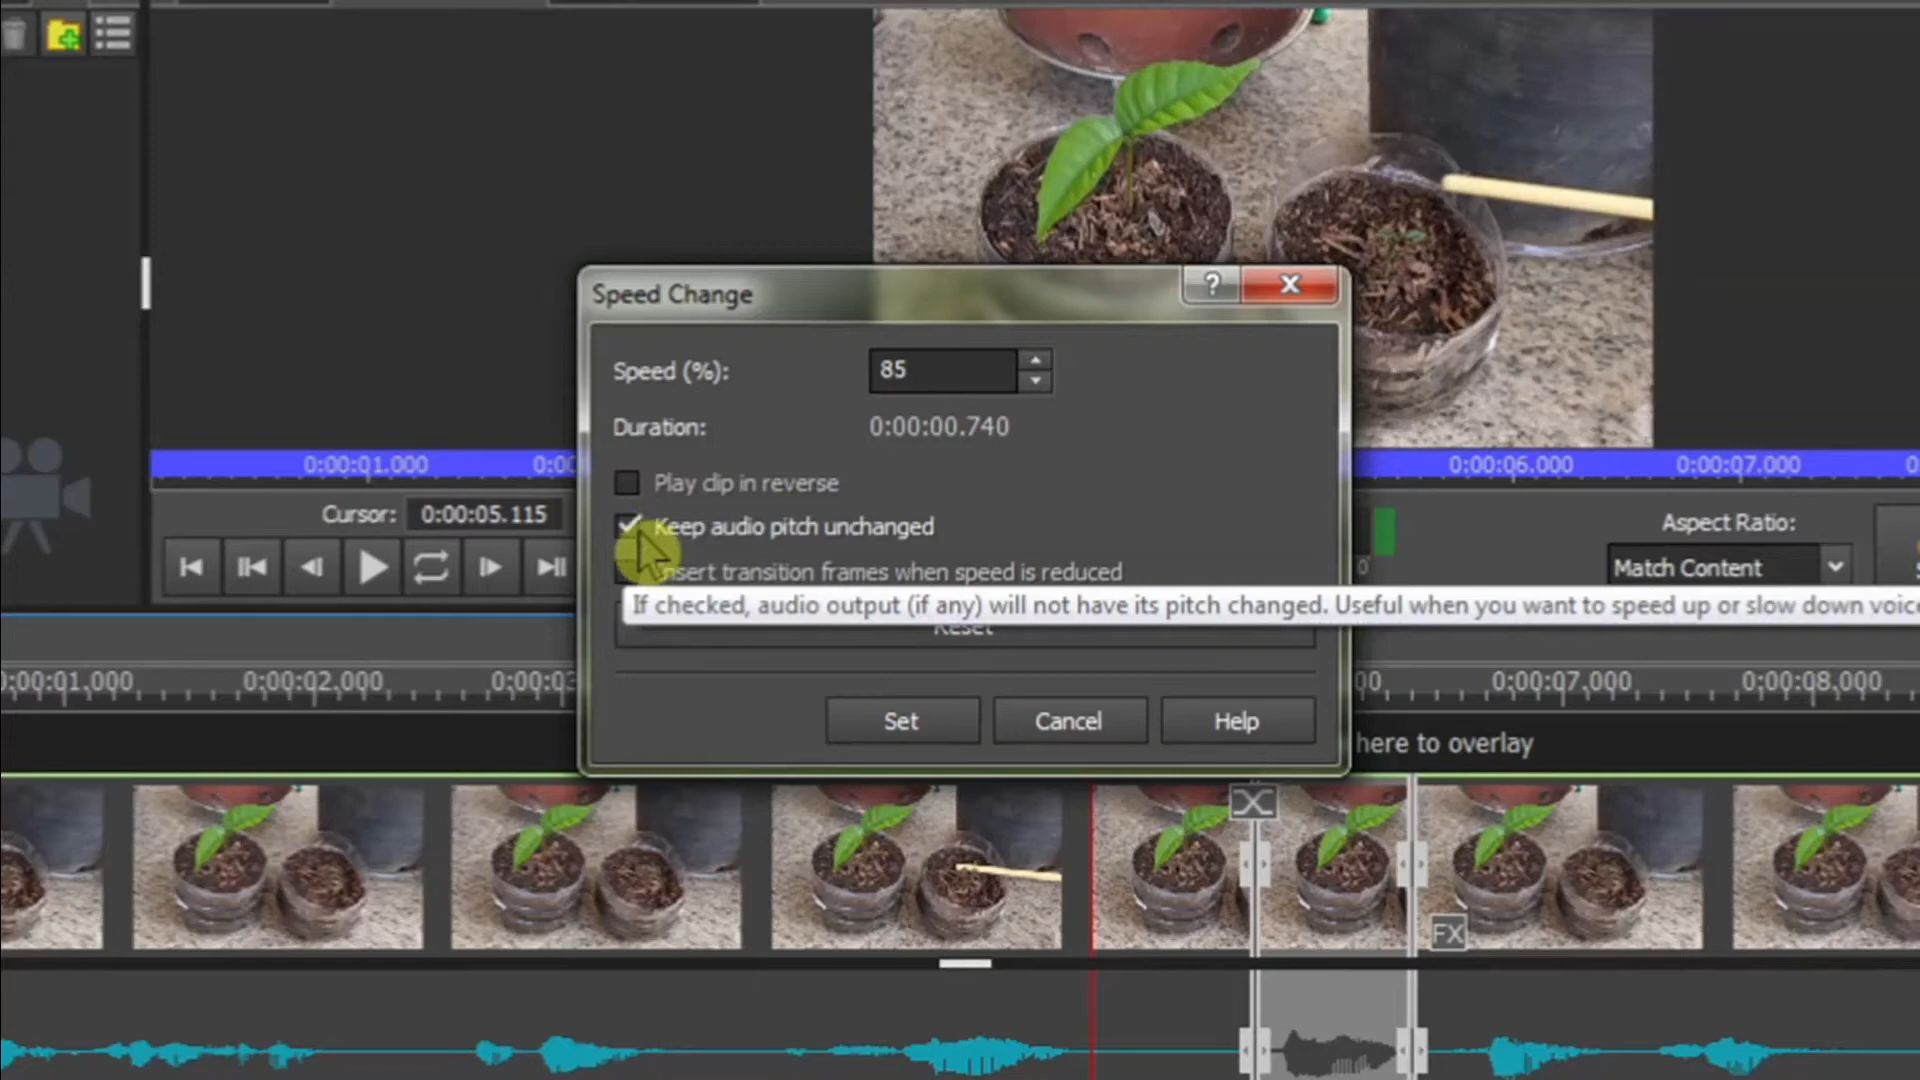 Speed Change
?
Speed (%):
85
Duration:
0:00:00.740
Play clip in reverse
Keep audio pitch unchanged
Insert transition frames when speed is reduced
If checked, audio output (if any) will not have its pitch changed. Useful when you want to speed up or slow down voice
Reset
Set
Cancel
Help
0:00:01.000
0:00:06.000
0:00:07.000
Cursor:
0:00:05.115
Aspect Ratio:
Match Content
0:00:01.000
0:00:02.000
0:00:07.000
0:00:08.000
here to overlay
FX